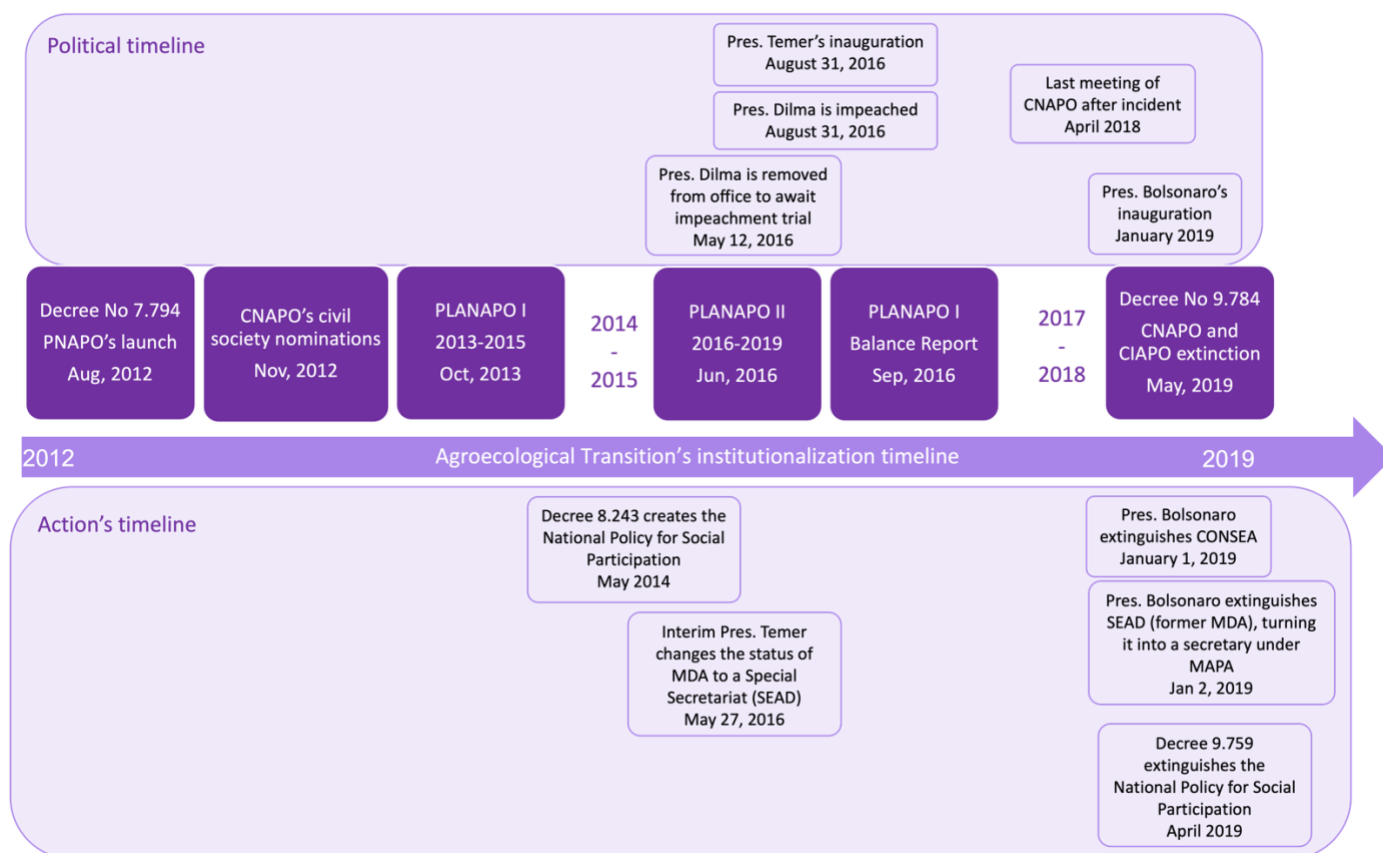 Political timeline
Pres. Temer's inauguration
August 31, 2016
Pres. Dilma is impeached
August 31, 2016
Pres. Dilma is removed
from office to await
impeachment trial
May 12, 2016
Last meeting of
CNAPO after incident
April 2018
Pres. Bolsonaro's
inauguration
January 2019
Decree No 7.794
PNAPO's launch
Aug, 2012
CNAPO's civil
society nominations
Nov, 2012
PLANAPO I
2013-2015
Oct, 2013
2014
-
2015
PLANAPO II
2016-2019
Jun, 2016
PLANAPO I
Balance Report
Sep, 2016
2017
-
2018
Decree No 9.784
CNAPO and
CIAPO extinction
May, 2019
2012
Agroecological Transition's institutionalization timeline
2019
Action's timeline
Decree 8.243 creates the
National Policy for Social
Participation
May 2014
Interim Pres. Temer
changes the status of
MDA to a Special
Secretariat (SEAD)
May 27, 2016
Pres. Bolsonaro
extinguishes CONSEA
January 1, 2019
Pres. Bolsonaro extinguishes
SEAD (former MDA), turning
it into a secretary under
MAPA
Jan 2, 2019
Decree 9.759
extinguishes the
National Policy for Social
Participation
April 2019